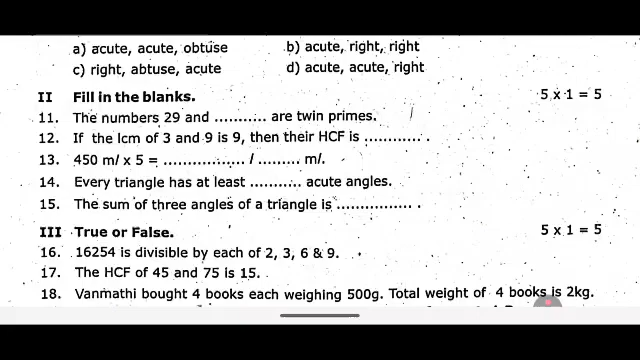 a) acute, acute, obtuse b) acute, right, right
c) right, abtuse, acute d) acute, acute, right
II Fill in the blanks. 5 x 1 = 5
11. The numbers 29 and ........... are twin primes.
12. If the lcm of 3 and 9 is 9, then their HCF is ............ .
13. 450 ml x 5 = ................. l ......... ml.
14. Every triangle has at least ........... acute angles.
15. The sum of three angles of a triangle is ................ .
III True or False. 5 x 1 = 5
16. 16254 is divisible by each of 2, 3, 6 & 9.
17. The HCF of 45 and 75 is 15.
18. Vanmathi bought 4 books each weighing 500g. Total weight of 4 books is 2kg.